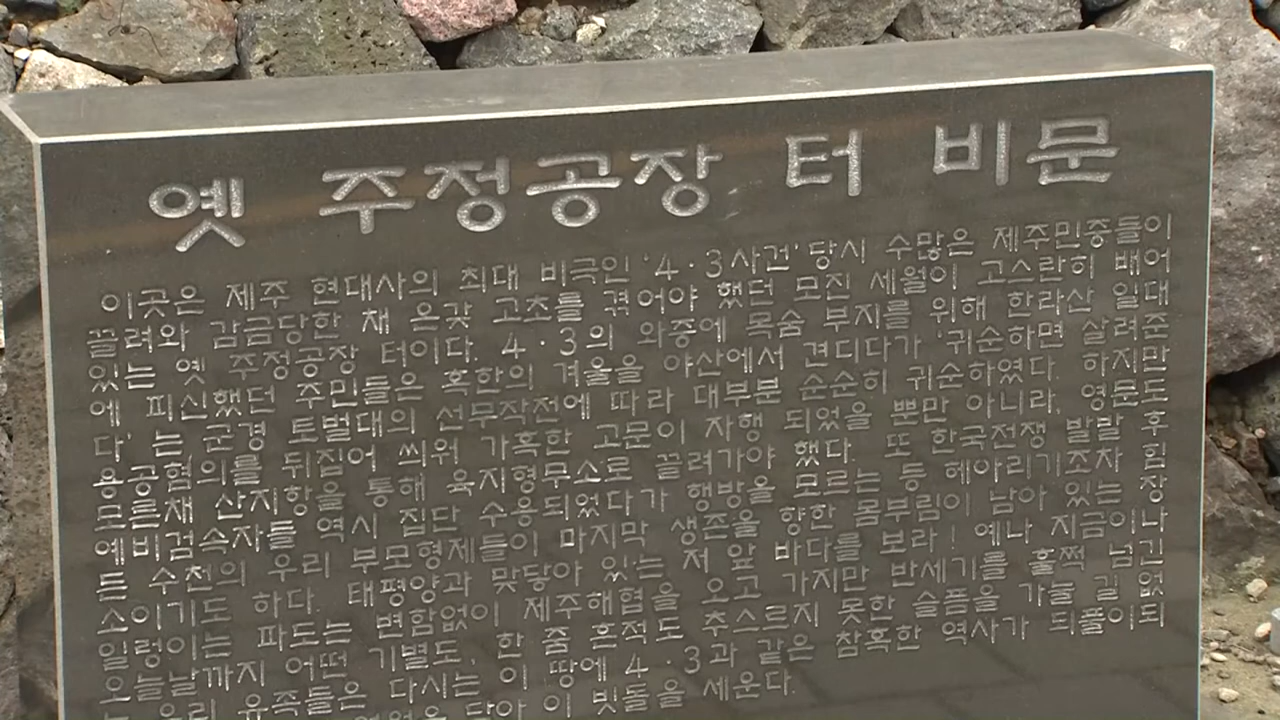 옛 주정공장 터 비문
이곳은 제주 현대사의 최대 비극인 '4·3사건' 당시 수많은 제주민중들이
끌려와 감금당한 채 온갖 고초를 겪어야 했던 모진 세월이 고스란히 배어
있는 옛 주정공장 터이다. 4·3의 와중에 목숨 부지를 위해 한라산 일대
에 피신했던 주민들은 혹한의 겨울을 야산에서 견디다가 '귀순하면 살려준
다'는 군경 토벌대의 선무작전에 따라 대부분 순순히 귀순하였다. 하지만
용공혐의를 뒤집어 씌워 가혹한 고문이 자행 되었을 뿐만 아니라, 영문도
모른채 산지항을 통해 육지형무소로 끌려가야 했다. 또 한국전쟁 발발 후
예비검속자들 역시 집단 수용되었다가 행방을 모르는 등 헤아리기조차 힘
든 수천의 우리 부모형제들이 마지막 생존을 향한 몸부림이 남아 있는 장
소이기도 하다. 태평양과 맞닿아 있는 저 앞 바다를 보라! 예나 지금이나
일렁이는 파도는 변함없이 제주해협을 오고 가지만 반세기를 훌쩍 넘긴
오늘날까지 어떤 기별도, 한 줌 흔적도 추스르지 못한 슬픔을 가눌 길 없
는 우리 유족들은 다시는 이 땅에 4·3과 같은 참혹한 역사가 되풀이되
담아 이 빗돌을 세운다.